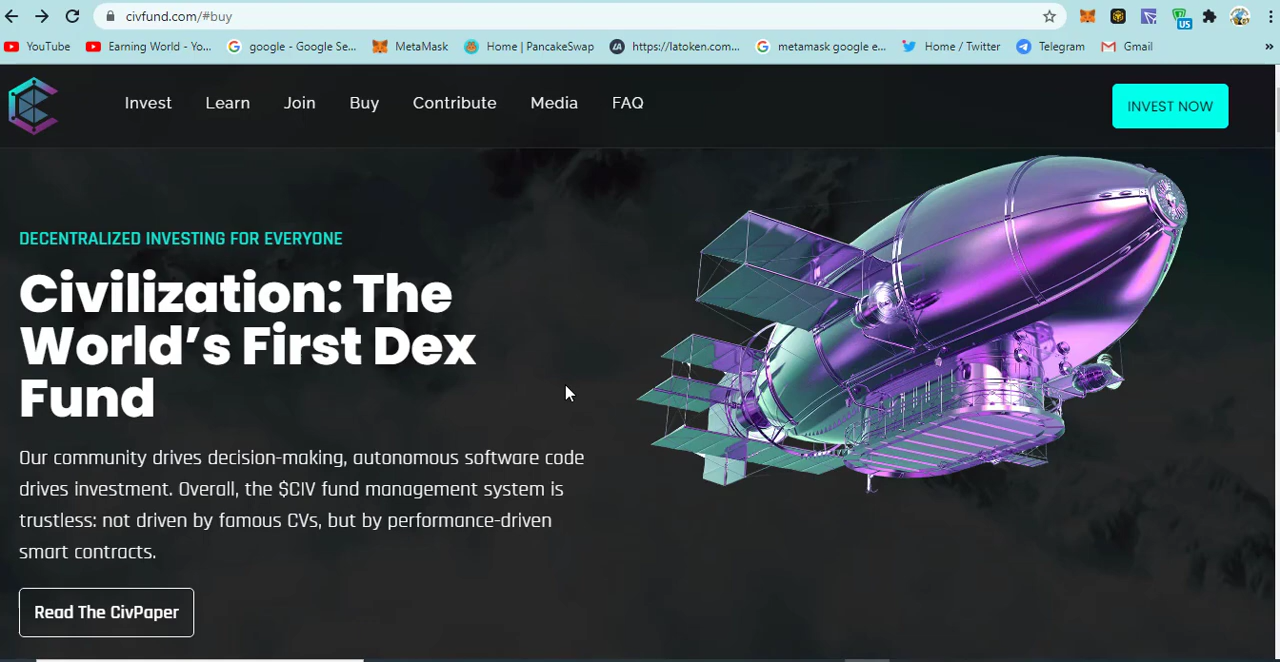 civfund.com/#buy
US
YouTube
Earning World - Yo...
google - Google Se...
MetaMask
Home | PancakeSwap
https://latoken.com...
metamask google e...
Home / Twitter
Telegram
Gmail
»
Invest
Learn
Join
Buy
Contribute
Media
FAQ
INVEST NOW
DECENTRALIZED INVESTING FOR EVERYONE
Civilization: The
World’s First Dex
Fund
Our community drives decision-making, autonomous software code
drives investment. Overall, the $CIV fund management system is
trustless: not driven by famous CVs, but by performance-driven
smart contracts.
Read The CivPaper